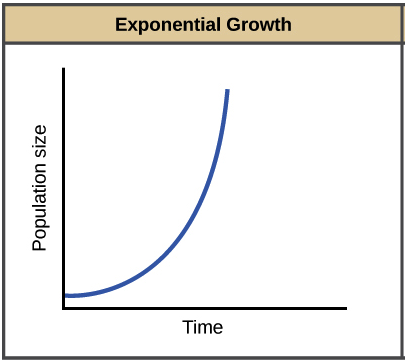 Exponential Growth
Population size
Time